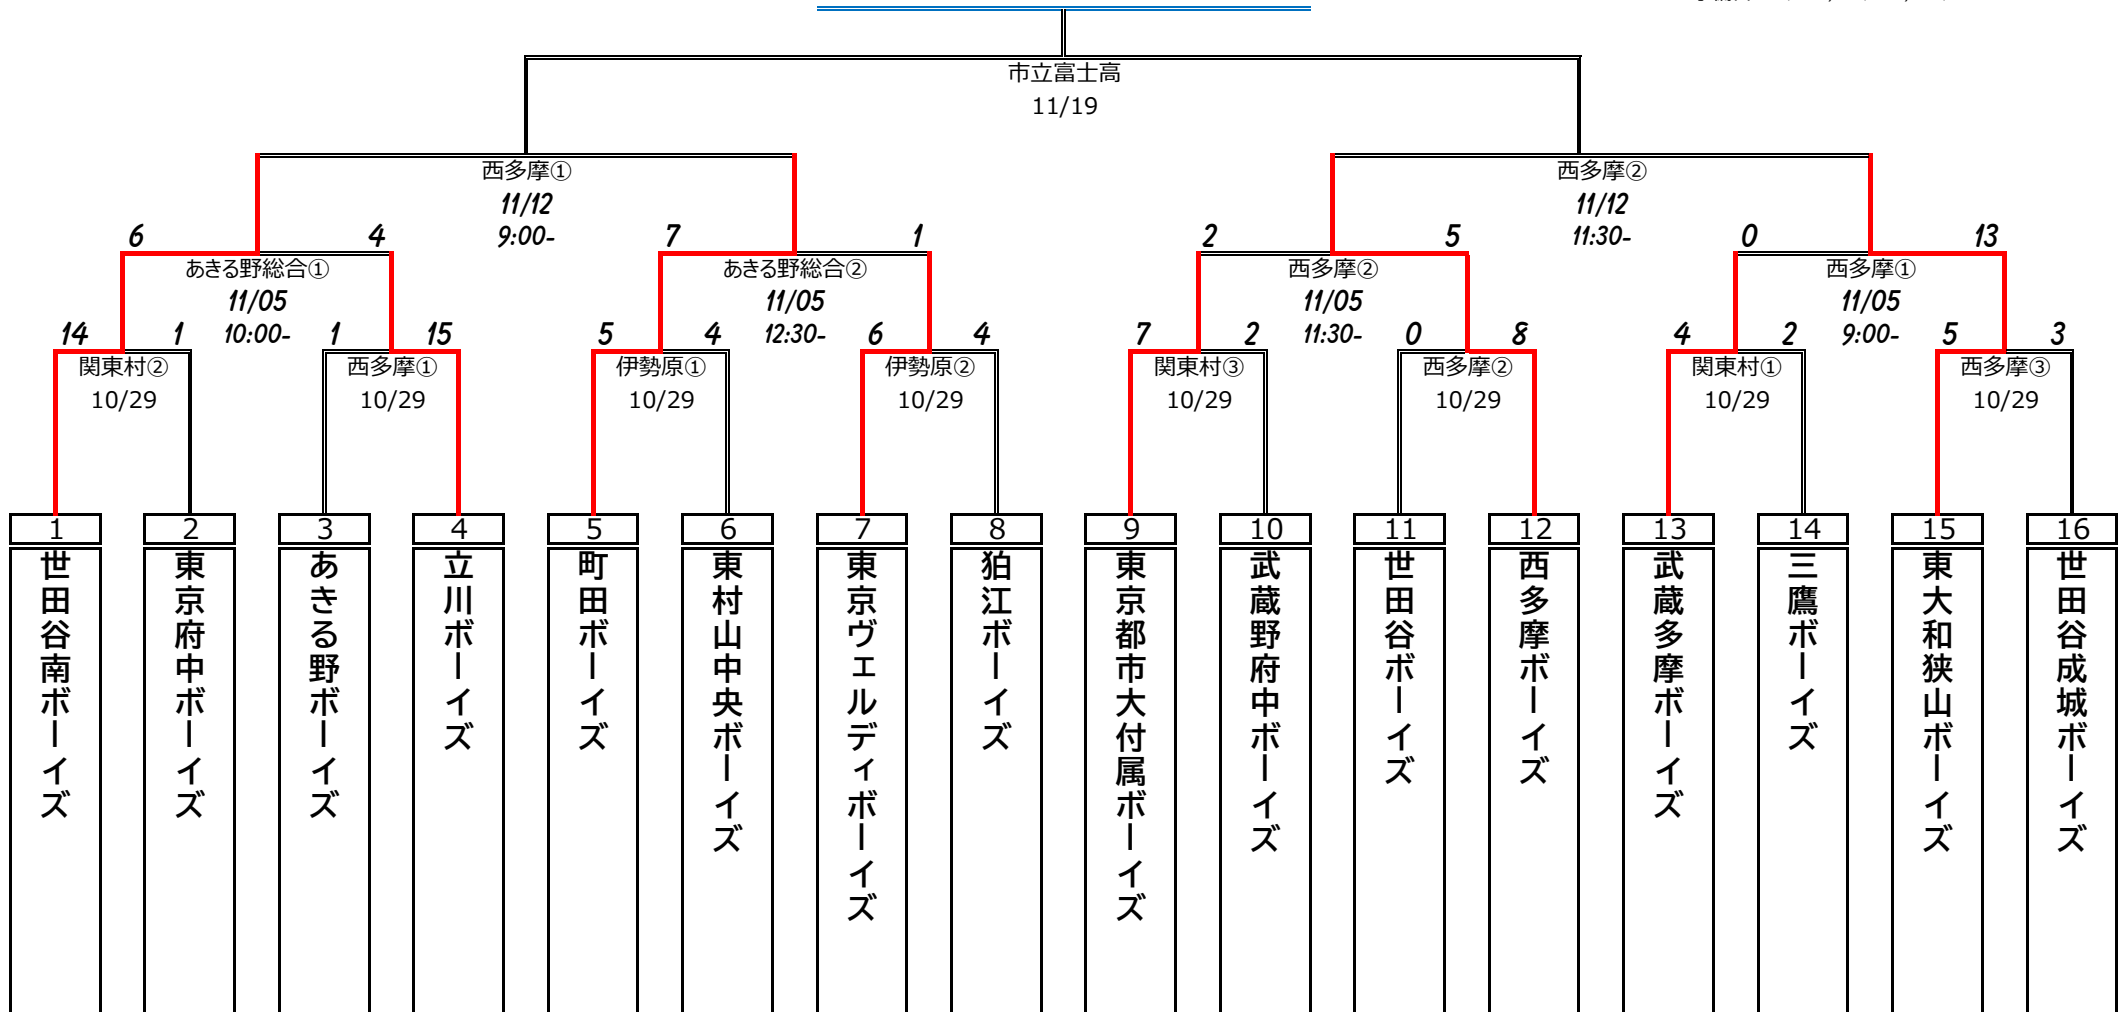 市立富士高
11/19
西多摩① 西多摩②
11/12 11/12
9:00- 11:30-
6 4 7 1 2 5 0 13
あきる野総合① あきる野総合② 西多摩② 西多摩①
11/05 11/05 11/05 11/05
10:00- 12:30- 11:30- 9:00-
14 1 1 15 5 4 6 4 7 2 0 8 4 2 5 3
関東村② 西多摩① 伊勢原① 伊勢原② 関東村③ 西多摩② 関東村① 西多摩③
10/29 10/29 10/29 10/29 10/29 10/29 10/29 10/29
1 2 3 4 5 6 7 8 9 10 11 12 13 14 15 16
世田谷南ボーイズ
東京府中ボーイズ
あきる野ボーイズ
立川ボーイズ
町田ボーイズ
東村山中央ボーイズ
東京ヴェルディボーイズ
狛江ボーイズ
東京都市大付属ボーイズ
武蔵野府中ボーイズ
世田谷ボーイズ
西多摩ボーイズ
武蔵多摩ボーイズ
三鷹ボーイズ
東大和狭山ボーイズ
世田谷成城ボーイズ